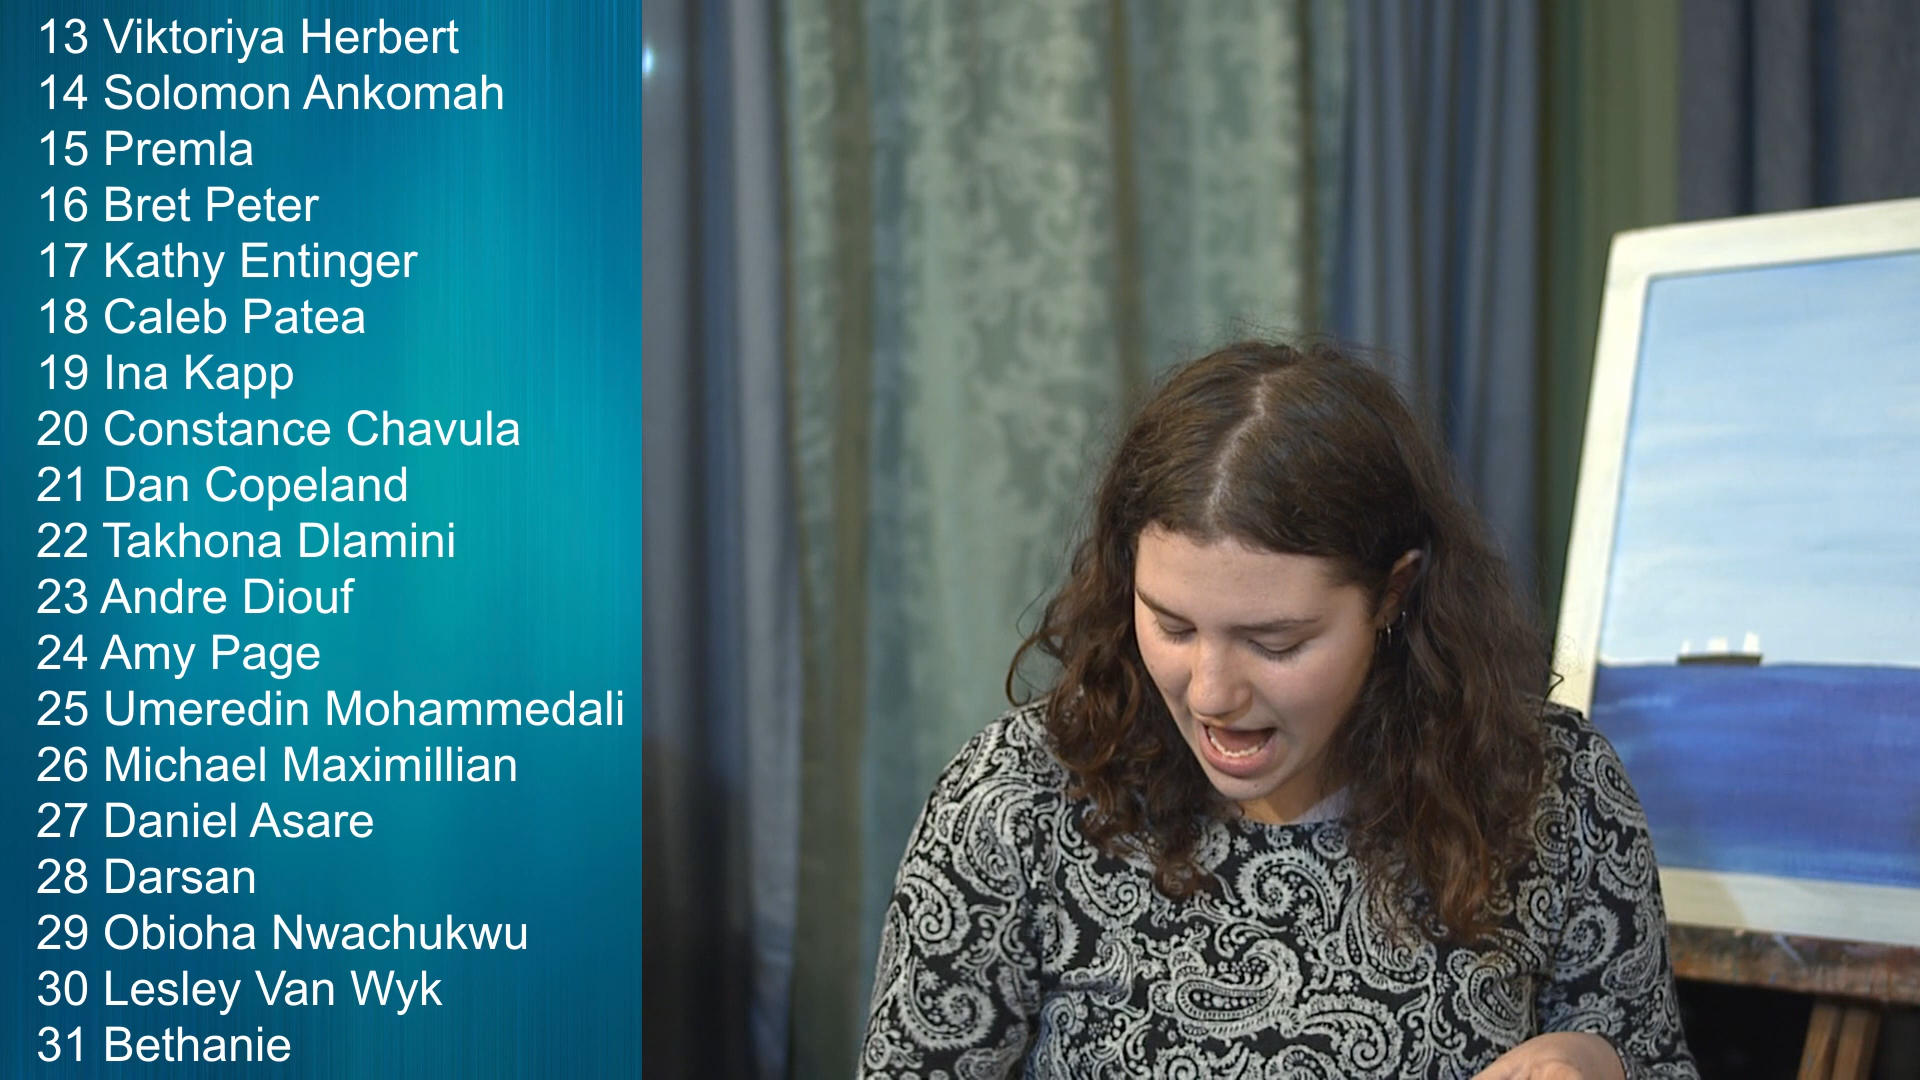 13 Viktoriya Herbert
14 Solomon Ankomah
15 Premla
16 Bret Peter
17 Kathy Entinger
18 Caleb Patea
19 Ina Kapp
20 Constance Chavula
21 Dan Copeland
22 Takhona Dlamini
23 Andre Diouf
24 Amy Page
25 Umeredin Mohammedali
26 Michael Maximillian
27 Daniel Asare
28 Darsan
29 Obioha Nwachukwu
30 Lesley Van Wyk
31 Bethanie